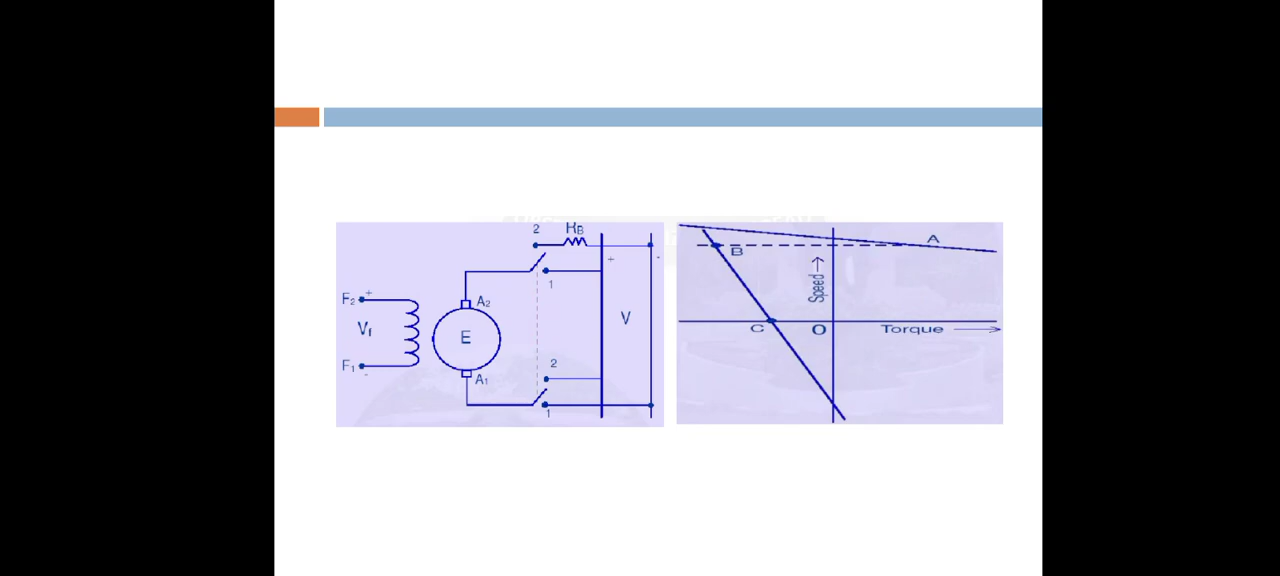 2 RB
+ -
1
A2
F2 +
Vf
E
V
F1 -
A1
2
1
A
B
Speed →
C O Torque →